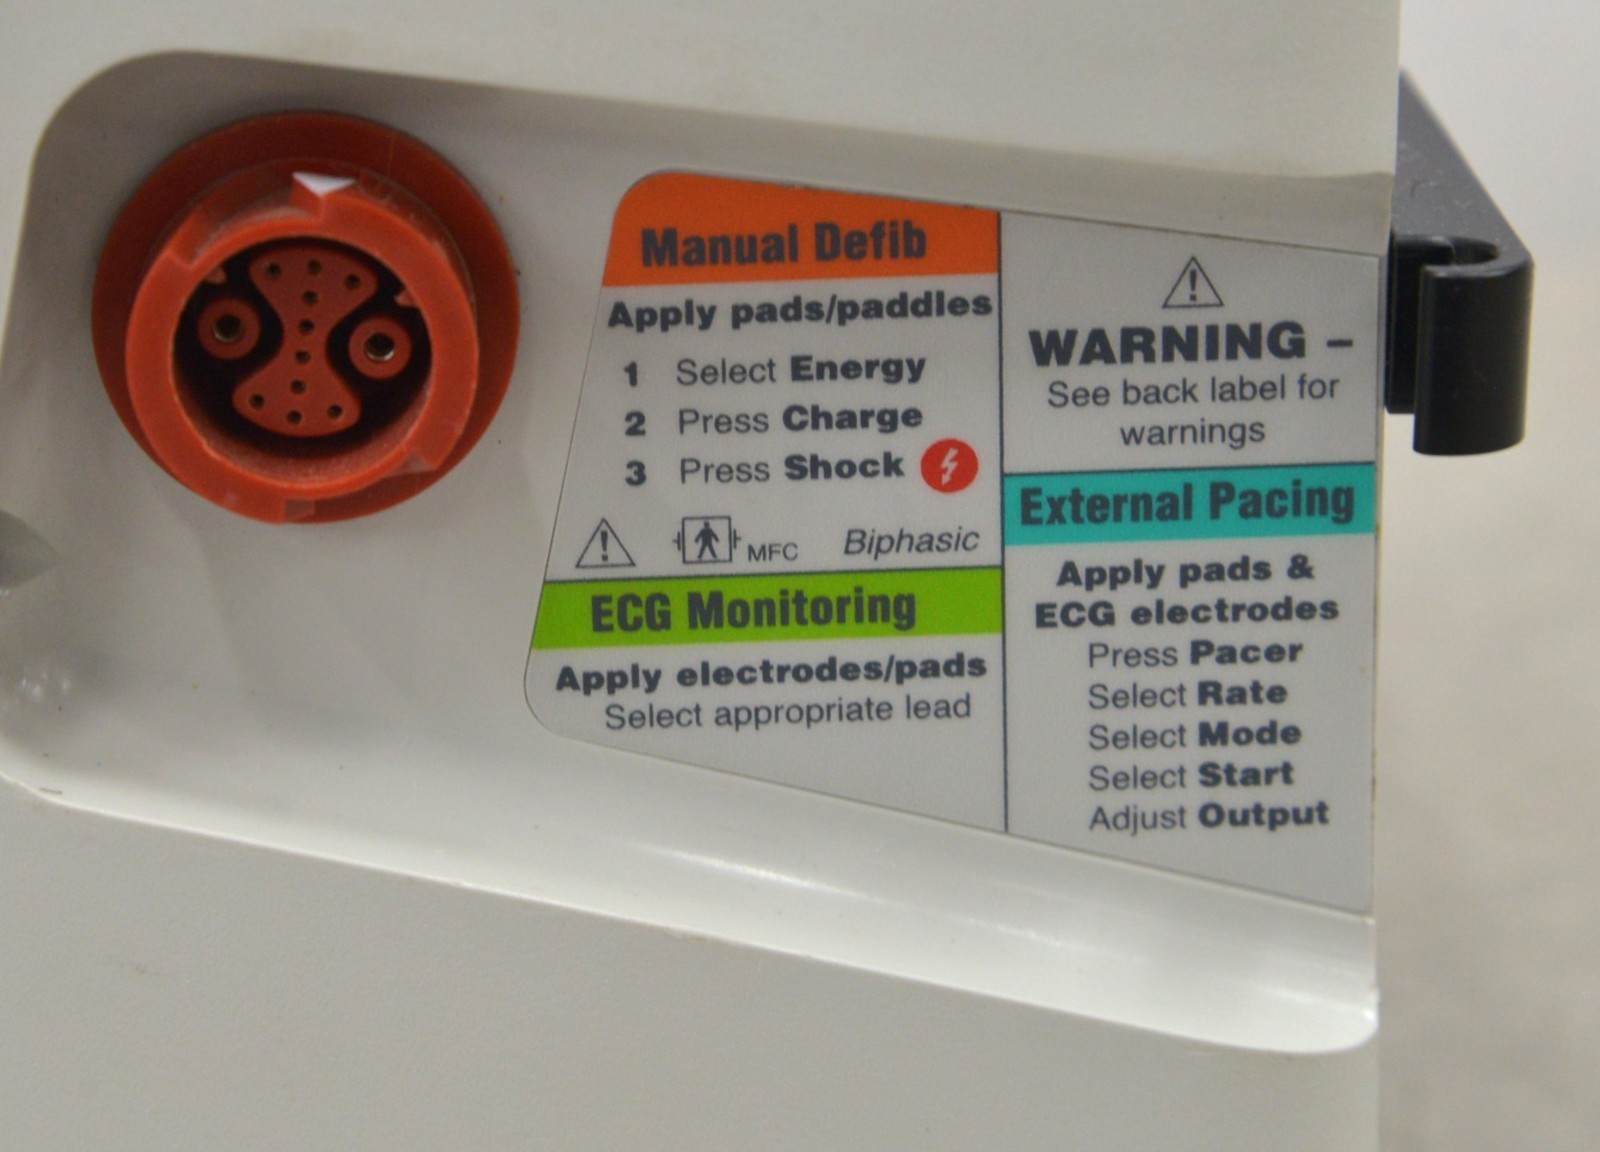 Manual Defib
Apply pads/paddles
1 Select Energy
2 Press Charge
3 Press Shock
MFC Biphasic
ECG Monitoring
Apply electrodes/pads
Select appropriate lead
WARNING –
See back label for
warnings
External Pacing
Apply pads &
ECG electrodes
Press Pacer
Select Rate
Select Mode
Select Start
Adjust Output